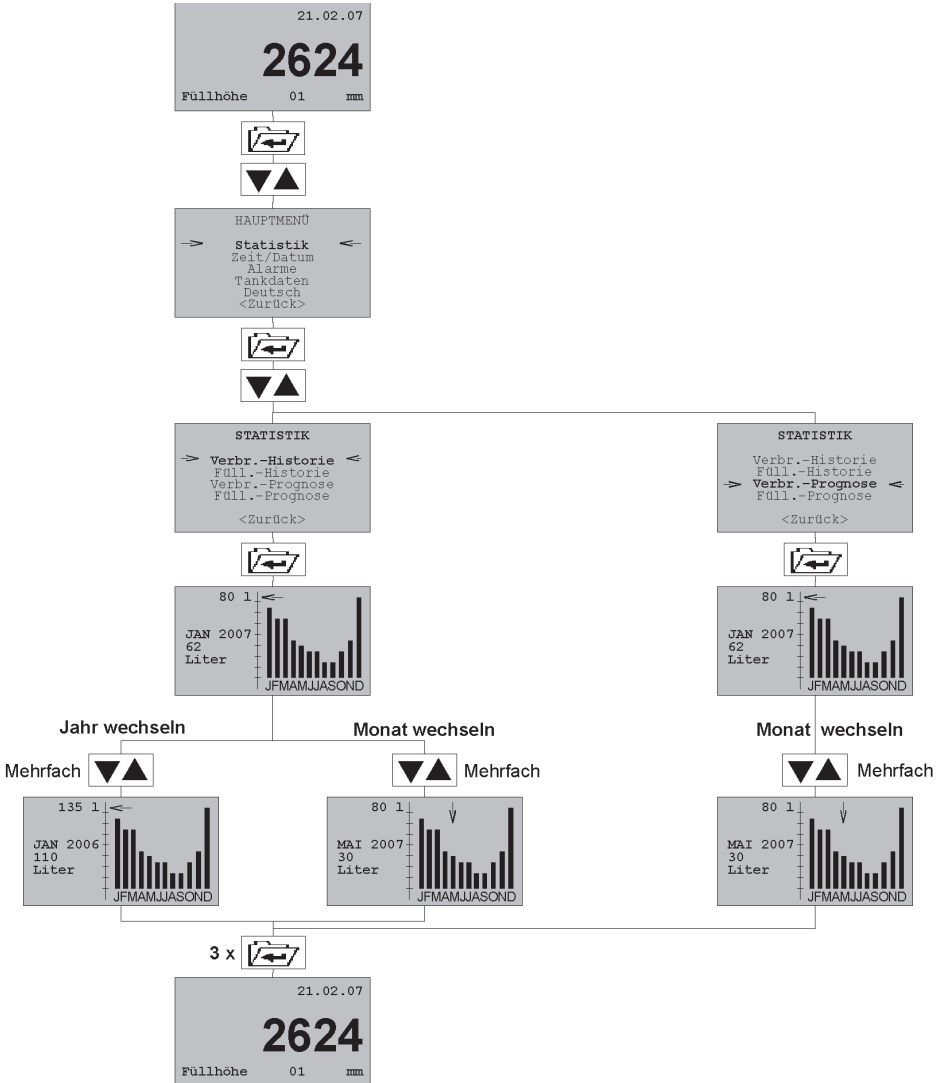 21.02.07
2624
Füllhöhe 01 mm
HAUPTMENÜ
Statistik
Zeit/Datum
Alarme
Tankdaten
Deutsch
<Zurück>
STATISTIK
Verbr.-Historie
Füll.-Historie
Verbr.-Prognose
Füll.-Prognose
<Zurück>
STATISTIK
Verbr.-Historie
Füll.-Historie
Verbr.-Prognose
Füll.-Prognose
<Zurück>
80 l
JAN 2007
62
Liter
JFMAMJJASOND
80 l
JAN 2007
62
Liter
JFMAMJJASOND
Jahr wechseln
Monat wechseln
Monat wechseln
Mehrfach
Mehrfach
Mehrfach
135 l
JAN 2006
110
Liter
JFMAMJJASOND
80 l
MAI 2007
30
Liter
JFMAMJJASOND
80 l
MAI 2007
30
Liter
JFMAMJJASOND
3 x
21.02.07
2624
Füllhöhe 01 mm